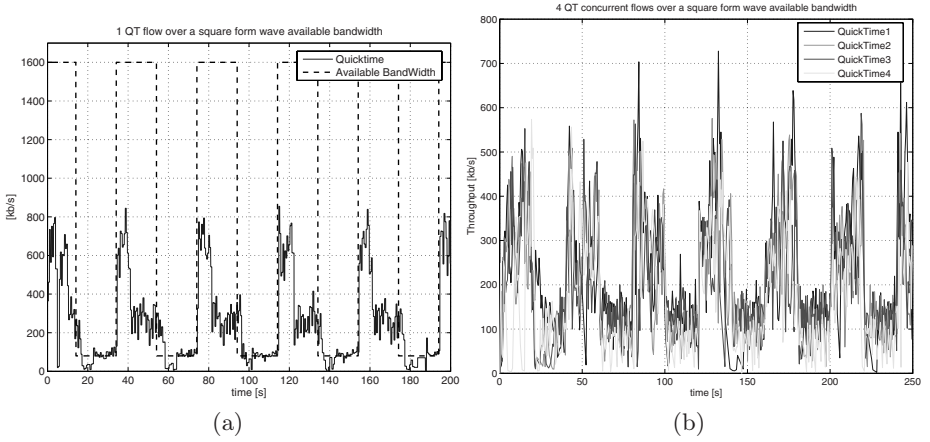 1 QT flow over a square form wave available bandwidth
Quicktime
Available BandWidth
1600
1400
1200
1000
800
600
400
200
0
[kb/s]
0 20 40 60 80 100 120 140 160 180 200
time [s]
(a)
4 QT concurrent flows over a square form wave available bandwidth
QuickTime1
QuickTime2
QuickTime3
QuickTime4
800
700
600
500
400
300
200
100
0
Throughput [kb/s]
0 50 100 150 200 250
time [s]
(b)